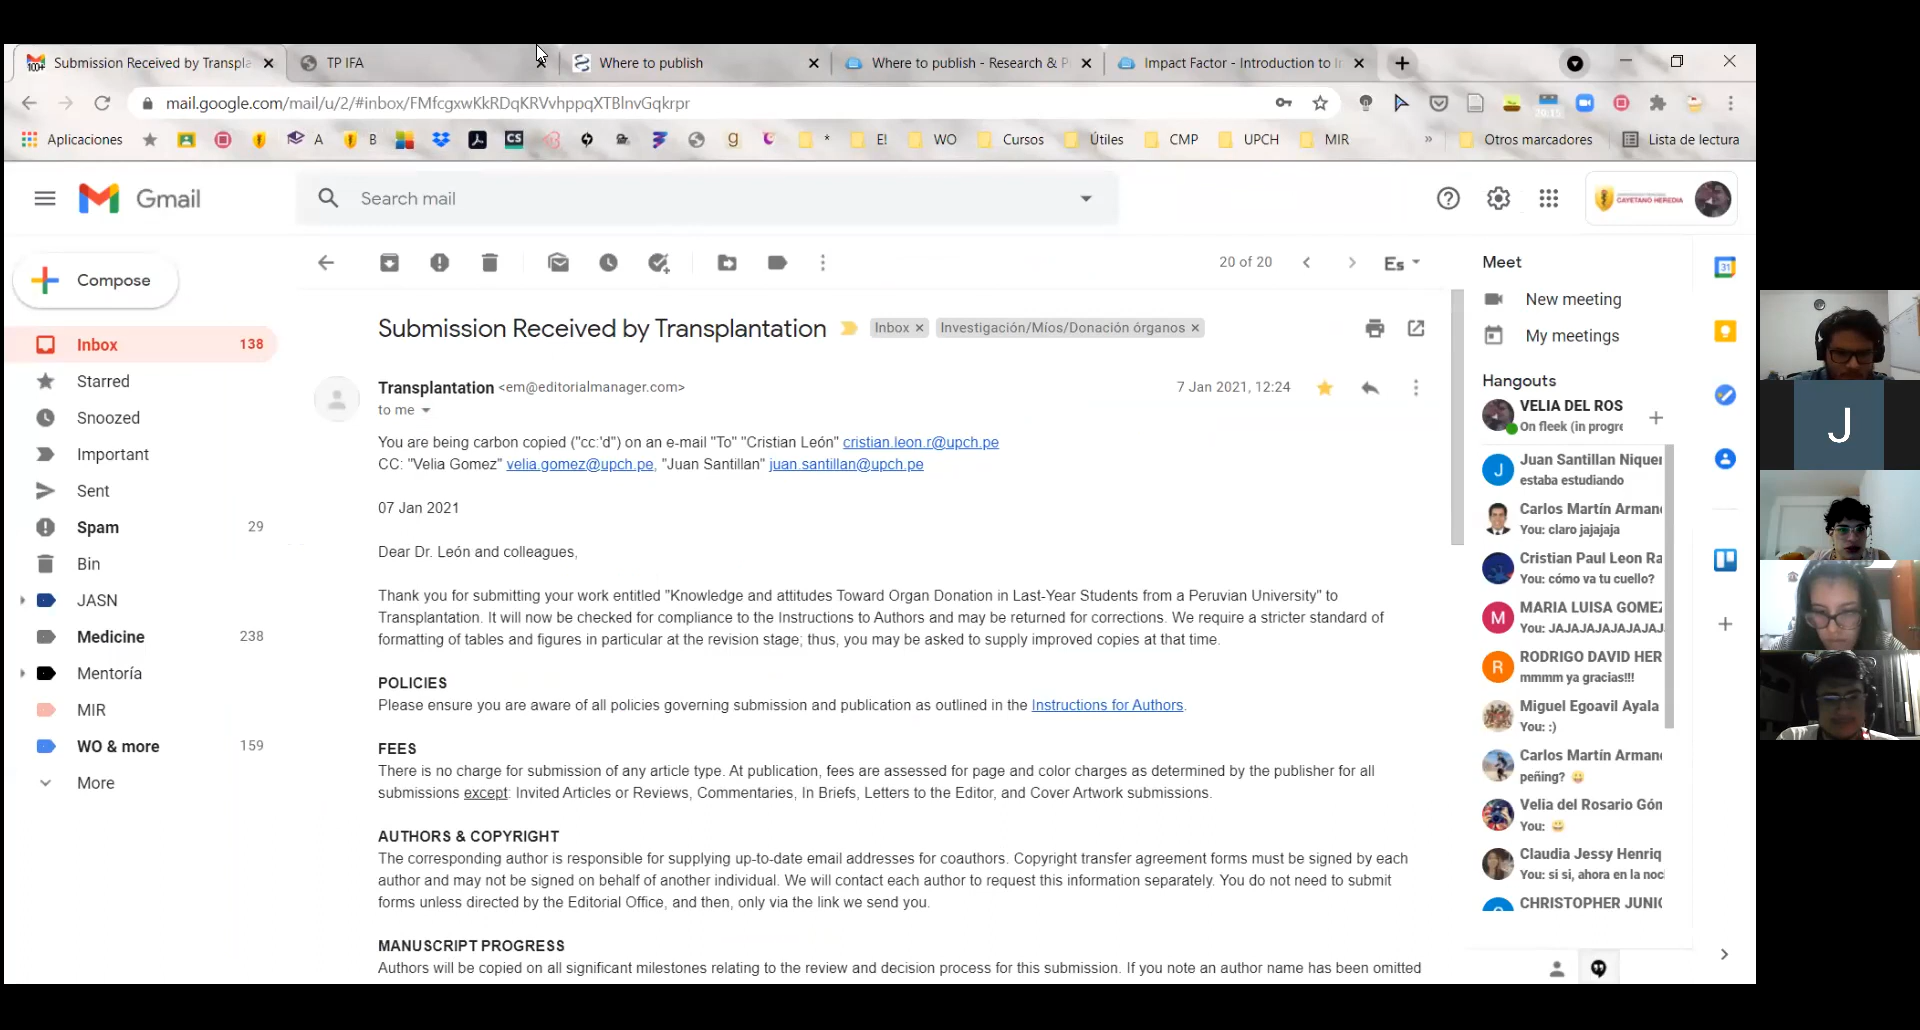 Submission Received by Transpla
TP IFA
Where to publish
Where to publish - Research & P
Impact Factor - Introduction to I
mail.google.com/mail/u/2/#inbox/FMfcgxwKkRDqKRVvhppqXTBlnvGqkrpr
Aplicaciones
A
B
CS
g
*
E!
WO
Cursos
Útiles
CMP
UPCH
MIR
»
Otros marcadores
Lista de lectura
Gmail
Search mail
CAYETANO HEREDIA
Compose
20 of 20
Es
Inbox 138
Starred
Snoozed
Important
Sent
Spam 29
Bin
JASN
Medicine 238
Mentoría
MIR
WO & more 159
More
Submission Received by Transplantation
Inbox ×
Investigación/Míos/Donación órganos ×
Transplantation <em@editorialmanager.com>
7 Jan 2021, 12:24
to me
You are being carbon copied ("cc:'d") on an e-mail "To" "Cristian León" cristian.leon.r@upch.pe
CC: "Velia Gomez" velia.gomez@upch.pe, "Juan Santillan" juan.santillan@upch.pe
07 Jan 2021
Dear Dr. León and colleagues,
Thank you for submitting your work entitled "Knowledge and attitudes Toward Organ Donation in Last-Year Students from a Peruvian University" to
Transplantation. It will now be checked for compliance to the Instructions to Authors and may be returned for corrections. We require a stricter standard of
formatting of tables and figures in particular at the revision stage; thus, you may be asked to supply improved copies at that time.
POLICIES
Please ensure you are aware of all policies governing submission and publication as outlined in the Instructions for Authors.
FEES
There is no charge for submission of any article type. At publication, fees are assessed for page and color charges as determined by the publisher for all
submissions except: Invited Articles or Reviews, Commentaries, In Briefs, Letters to the Editor, and Cover Artwork submissions.
AUTHORS & COPYRIGHT
The corresponding author is responsible for supplying up-to-date email addresses for coauthors. Copyright transfer agreement forms must be signed by each
author and may not be signed on behalf of another individual. We will contact each author to request this information separately. You do not need to submit
forms unless directed by the Editorial Office, and then, only via the link we send you.
MANUSCRIPT PROGRESS
Authors will be copied on all significant milestones relating to the review and decision process for this submission. If you note an author name has been omitted
Meet
New meeting
My meetings
Hangouts
VELIA DEL ROS
On fleek (in progre
Juan Santillan Niquer
estaba estudiando
Carlos Martín Arman
You: claro jajajaja
Cristian Paul Leon Ra
You: cómo va tu cuello?
MARIA LUISA GOMEZ
You: JAJAJAJAJAJAJAJ
RODRIGO DAVID HER
mmmm ya gracias!!!
Miguel Egoavil Ayala
You: :)
Carlos Martín Arman
peñing? 😀
Velia del Rosario Gón
You: 😃
Claudia Jessy Henriq
You: si si, ahora en la noc
CHRISTOPHER JUNIO
J
J
M
R
31